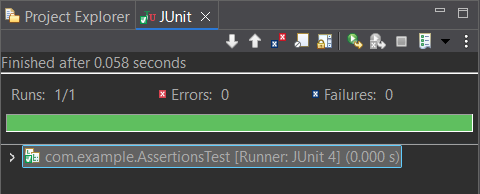 Project Explorer JUnit
Finished after 0.058 seconds
Runs: 1/1 Errors: 0 Failures: 0
com.example.AssertionsTest [Runner: JUnit 4] (0.000 s)